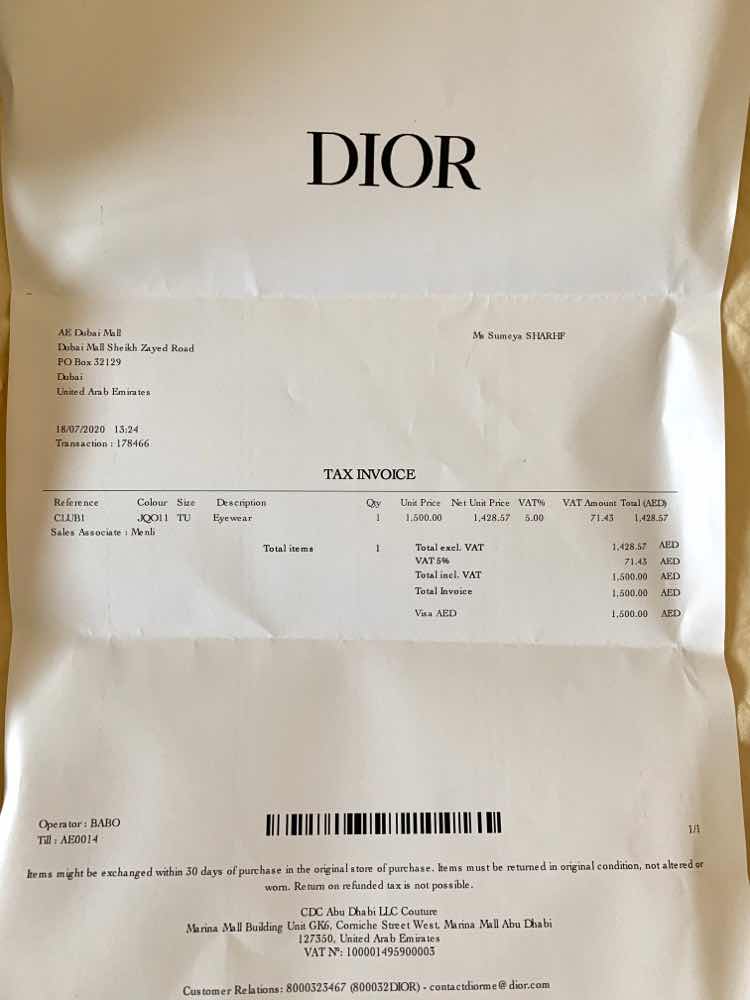 DIOR
AE Dubai Mall
Dubai Mall Sheikh Zayed Road
PO Box 32129
Dubai
United Arab Emirates
Ms Sumeya SHARHF
18/07/2020 13:24
Transaction : 178466
TAX INVOICE
Reference Colour Size Description Qty Unit Price Net Unit Price VAT% VAT Amount Total (AED)
CLUB1 JQO11 TU Eyewear 1 1,500.00 1,428.57 5.00 71.43 1,428.57
Sales Associate : Menli
Total items 1 Total excl. VAT 1,428.57 AED
VAT 5% 71.43 AED
Total incl. VAT 1,500.00 AED
Total Invoice 1,500.00 AED
Visa AED 1,500.00 AED
Operator : BABO
Till : AE0014
1/1
Items might be exchanged within 30 days of purchase in the original store of purchase. Items must be returned in original condition, not altered or
worn. Return on refunded tax is not possible.
CDC Abu Dhabi LLC Couture
Marina Mall Building Unit GK6, Corniche Street West, Marina Mall Abu Dhabi
127350, United Arab Emirates
VAT N°: 100001495900003
Customer Relations: 8000323467 (800032DIOR) - contactdiorme@dior.com